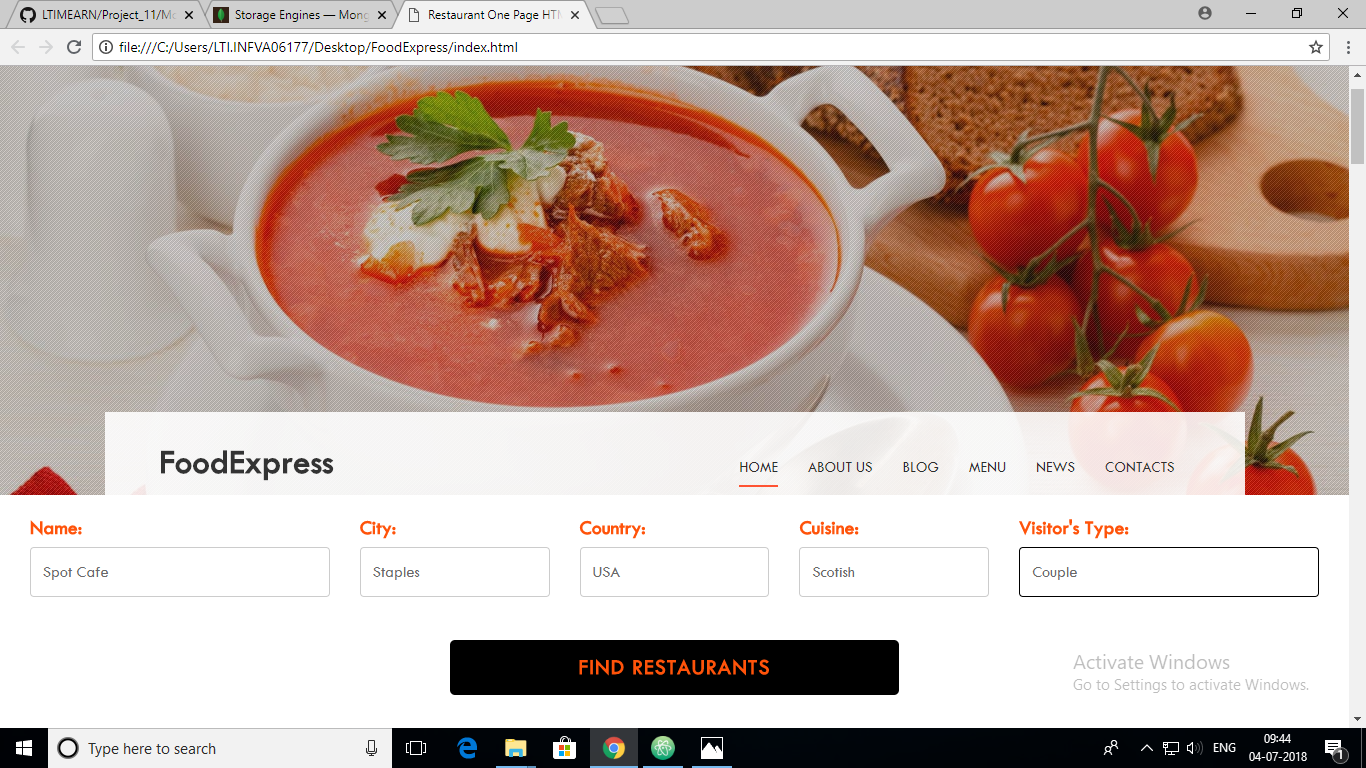 LTIMEARN/Project_11/Mo
Storage Engines — Mong
Restaurant One Page HTM
file:///C:/Users/LTI.INFVA06177/Desktop/FoodExpress/index.html
FoodExpress
HOME ABOUT US BLOG MENU NEWS CONTACTS
Name: City: Country: Cuisine: Visitor's Type:
Spot Cafe Staples USA Scotish Couple
FIND RESTAURANTS
Activate Windows
Go to Settings to activate Windows.
Type here to search
ENG
09:44
04-07-2018
1